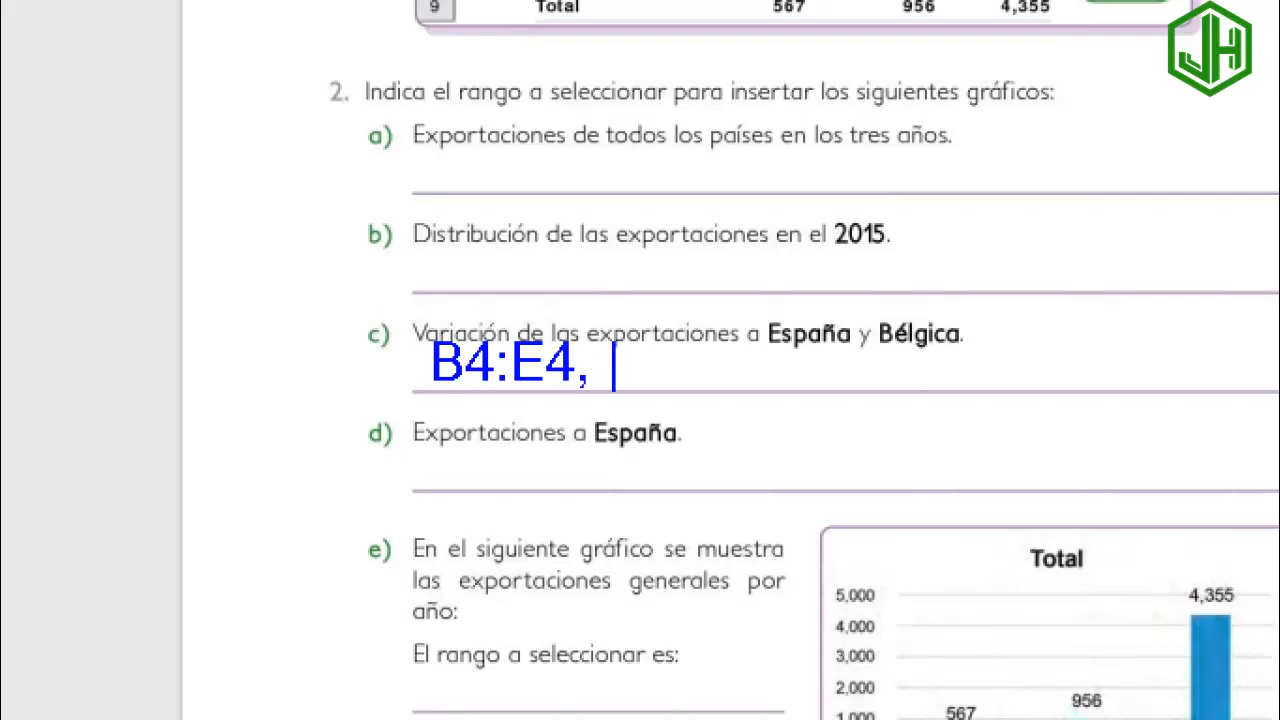 9 Total 567 956 4,355
JH
2. Indica el rango a seleccionar para insertar los siguientes gráficos:
a) Exportaciones de todos los países en los tres años.
b) Distribución de las exportaciones en el 2015.
c) Variación de las exportaciones a España y Bélgica.
B4:E4,
d) Exportaciones a España.
e) En el siguiente gráfico se muestra
las exportaciones generales por
año:
El rango a seleccionar es:
Total
5,000
4,355
4,000
3,000
2,000
956
567
1,000